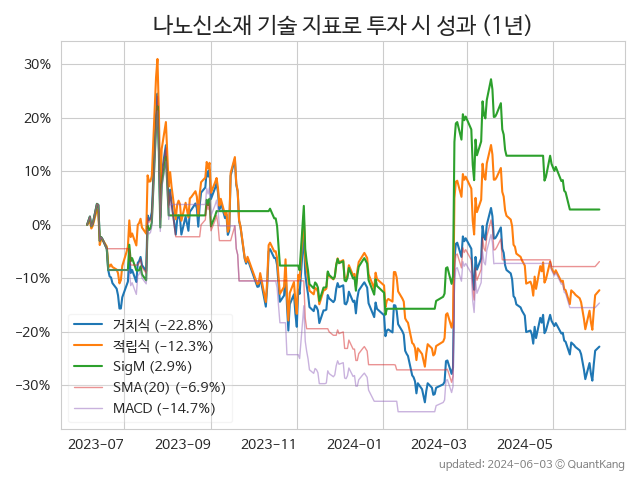 나노신소재 기술 지표로 투자 시 성과 (1년)
30%
20%
10%
0%
−10%
−20%
−30%
거치식 (−22.8%)
적립식 (−12.3%)
SigM (2.9%)
SMA(20) (−6.9%)
MACD (−14.7%)
2023−07 2023−09 2023−11 2024−01 2024−03 2024−05
updated: 2024−06−03 ⓒ QuantKang